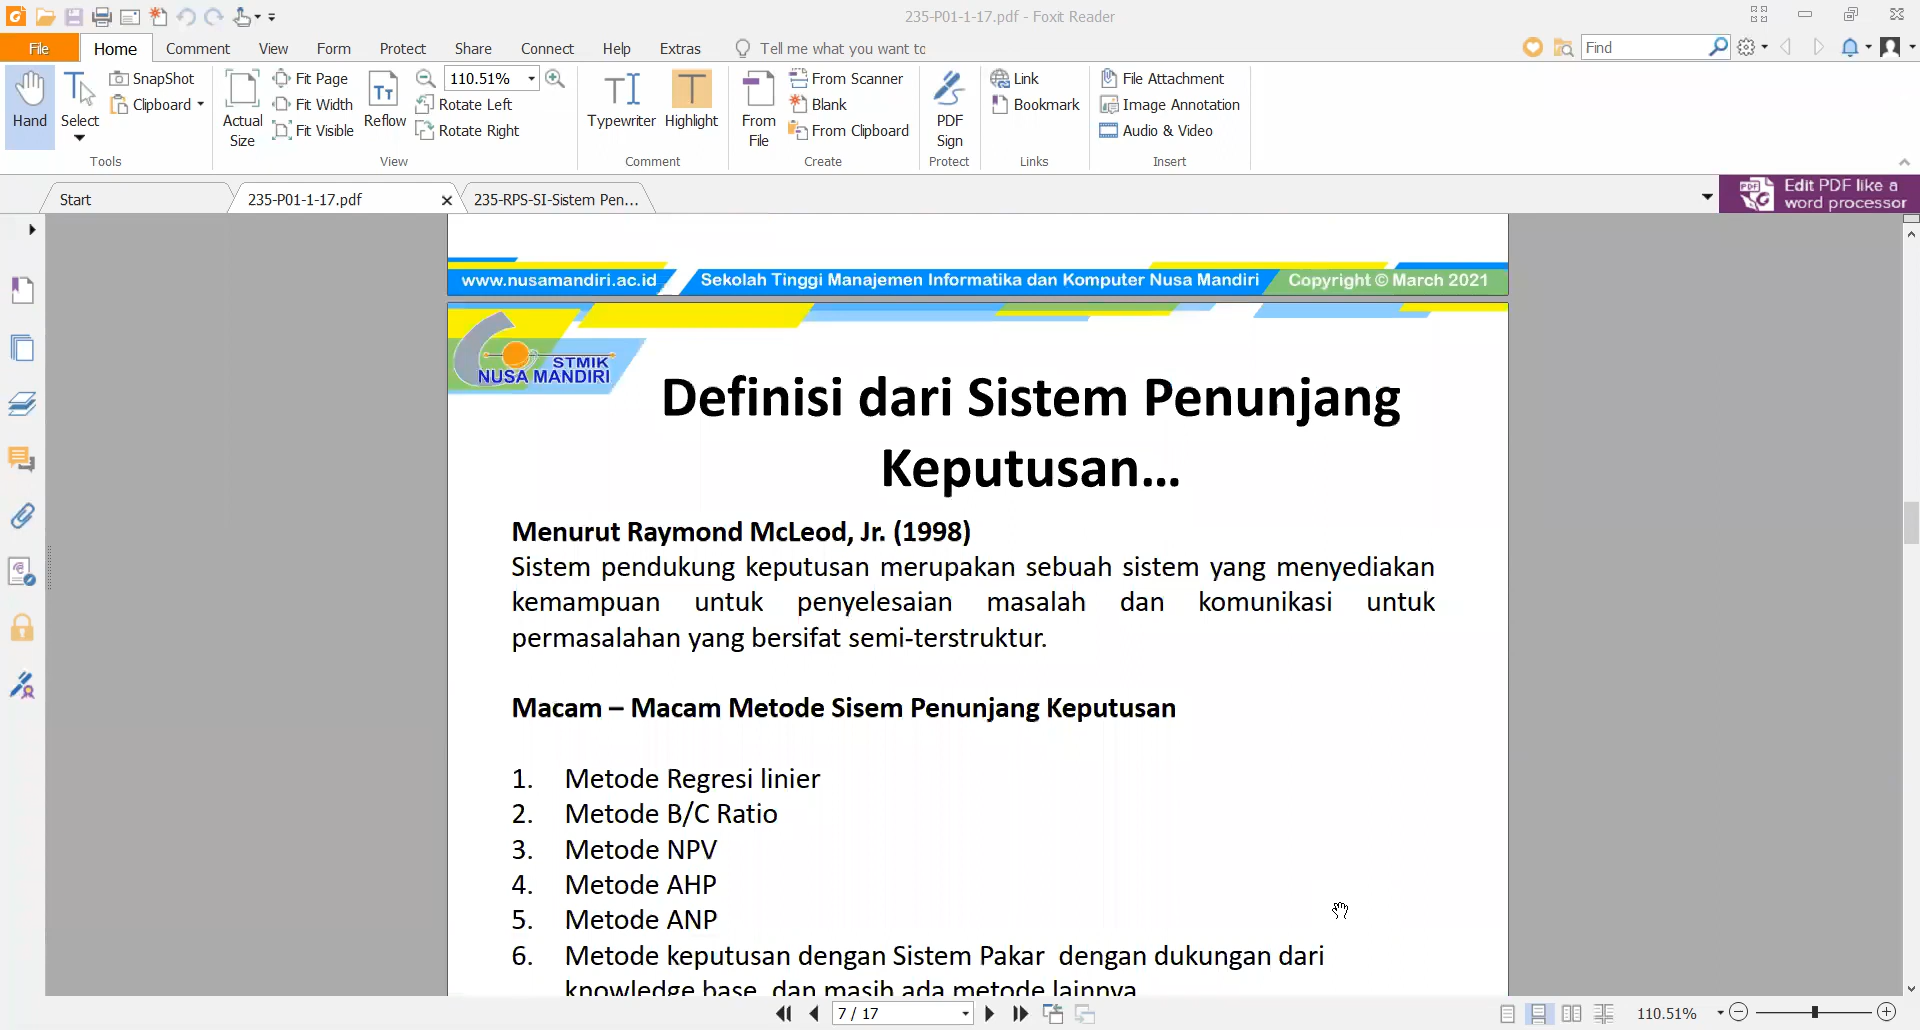 235-P01-1-17.pdf - Foxit Reader
File Home Comment View Form Protect Share Connect Help Extras Tell me what you want to Find
Hand Select SnapShot Clipboard Actual Size Fit Page Fit Width Fit Visible Reflow 110.51% Rotate Left Rotate Right Typewriter Highlight From File From Scanner Blank From Clipboard PDF Sign Link Bookmark File Attachment Image Annotation Audio & Video
Tools View Comment Create Protect Links Insert
Start 235-P01-1-17.pdf 235-RPS-SI-Sistem Pen... Edit PDF like a
word processor
www.nusamandiri.ac.id Sekolah Tinggi Manajemen Informatika dan Komputer Nusa Mandiri Copyright © March 2021
STMIK
NUSA MANDIRI
Definisi dari Sistem Penunjang
Keputusan...
Menurut Raymond McLeod, Jr. (1998)
Sistem pendukung keputusan merupakan sebuah sistem yang menyediakan
kemampuan untuk penyelesaian masalah dan komunikasi untuk
permasalahan yang bersifat semi-terstruktur.
Macam – Macam Metode Sisem Penunjang Keputusan
1. Metode Regresi linier
2. Metode B/C Ratio
3. Metode NPV
4. Metode AHP
5. Metode ANP
6. Metode keputusan dengan Sistem Pakar dengan dukungan dari
knowledge base, dan masih ada metode lainnya
7 / 17 110.51%